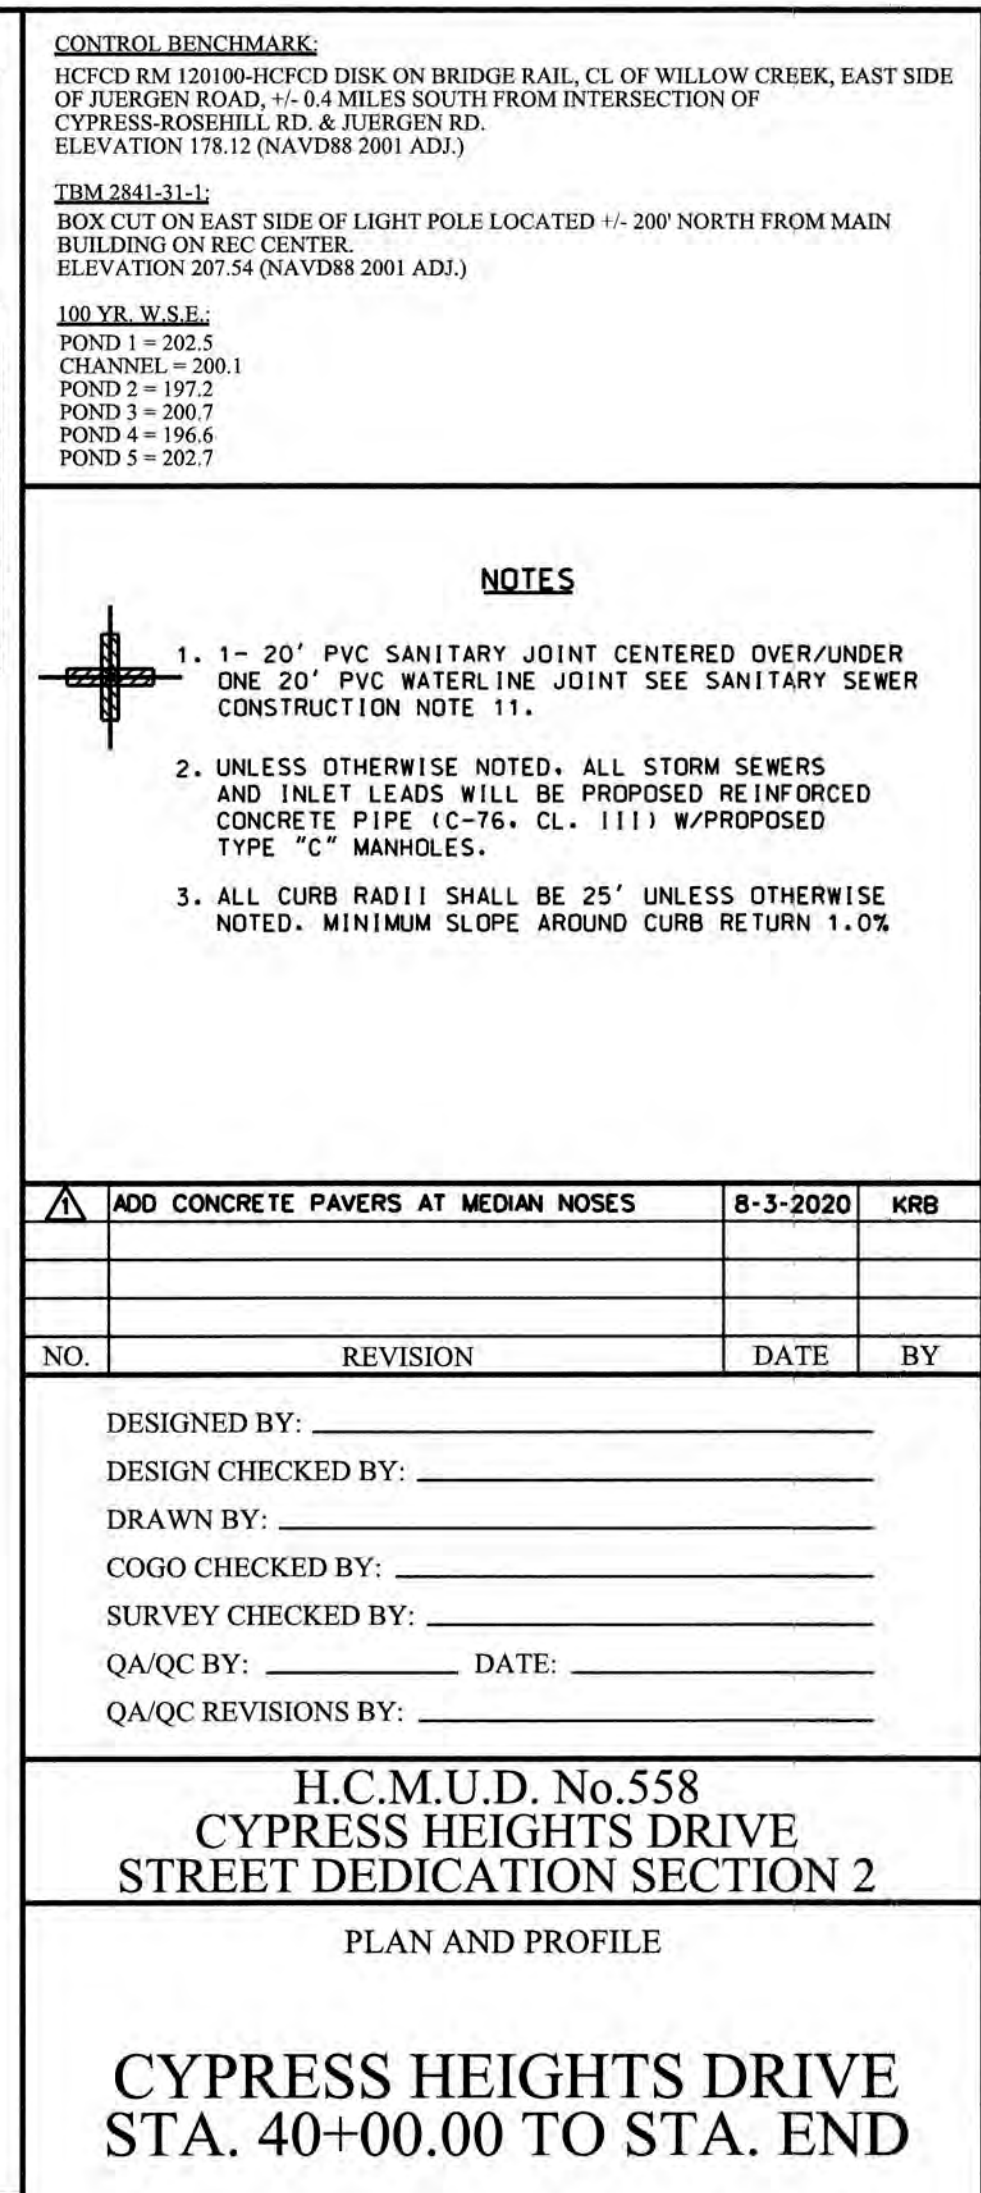 CONTROL BENCHMARK:
HCFCD RM 120100-HCFCD DISK ON BRIDGE RAIL, CL OF WILLOW CREEK, EAST SIDE
OF JUERGEN ROAD, +/- 0.4 MILES SOUTH FROM INTERSECTION OF
CYPRESS-ROSEHILL RD. & JUERGEN RD.
ELEVATION 178.12 (NAVD88 2001 ADJ.)
TBM 2841-31-1:
BOX CUT ON EAST SIDE OF LIGHT POLE LOCATED +/- 200' NORTH FROM MAIN
BUILDING ON REC CENTER.
ELEVATION 207.54 (NAVD88 2001 ADJ.)
100 YR. W.S.E.:
POND 1 = 202.5
CHANNEL = 200.1
POND 2 = 197.2
POND 3 = 200.7
POND 4 = 196.6
POND 5 = 202.7
NOTES
1. 1- 20' PVC SANITARY JOINT CENTERED OVER/UNDER
ONE 20' PVC WATERLINE JOINT SEE SANITARY SEWER
CONSTRUCTION NOTE 11.
2. UNLESS OTHERWISE NOTED, ALL STORM SEWERS
AND INLET LEADS WILL BE PROPOSED REINFORCED
CONCRETE PIPE (C-76, CL. III) W/PROPOSED
TYPE "C" MANHOLES.
3. ALL CURB RADII SHALL BE 25' UNLESS OTHERWISE
NOTED. MINIMUM SLOPE AROUND CURB RETURN 1.0%
1 ADD CONCRETE PAVERS AT MEDIAN NOSES 8-3-2020 KRB
NO. REVISION DATE BY
DESIGNED BY:
DESIGN CHECKED BY:
DRAWN BY:
COGO CHECKED BY:
SURVEY CHECKED BY:
QA/QC BY: DATE:
QA/QC REVISIONS BY:
H.C.M.U.D. No.558
CYPRESS HEIGHTS DRIVE
STREET DEDICATION SECTION 2
PLAN AND PROFILE
CYPRESS HEIGHTS DRIVE
STA. 40+00.00 TO STA. END